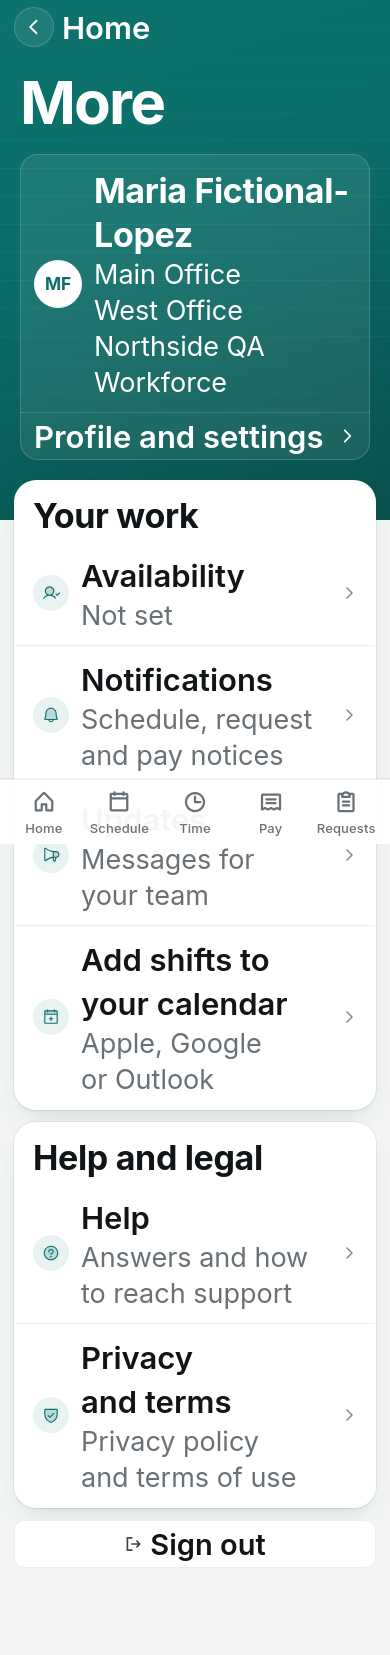 Home
More
Maria Fictional-
Lopez
MF
Main Office
West Office
Northside QA
Workforce
Profile and settings
Your work
Availability
Not set
Notifications
Schedule, request
and pay notices
Updates
Home
Schedule
Time
Pay
Requests
Messages for
your team
Add shifts to
your calendar
Apple, Google
or Outlook
Help and legal
Help
Answers and how
to reach support
Privacy
and terms
Privacy policy
and terms of use
Sign out